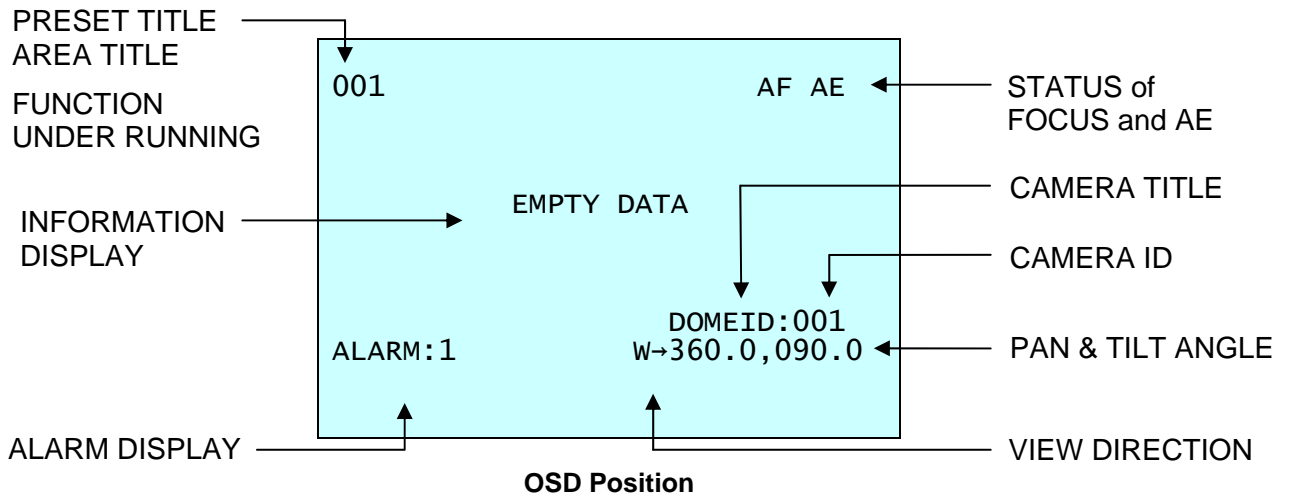 PRESET TITLE
AREA TITLE
FUNCTION
UNDER RUNNING
001
AF AE
STATUS of
FOCUS and AE
INFORMATION
DISPLAY
EMPTY DATA
CAMERA TITLE
CAMERA ID
DOMEID:001
ALARM:1
W→360.0,090.0
PAN & TILT ANGLE
ALARM DISPLAY
VIEW DIRECTION
OSD Position